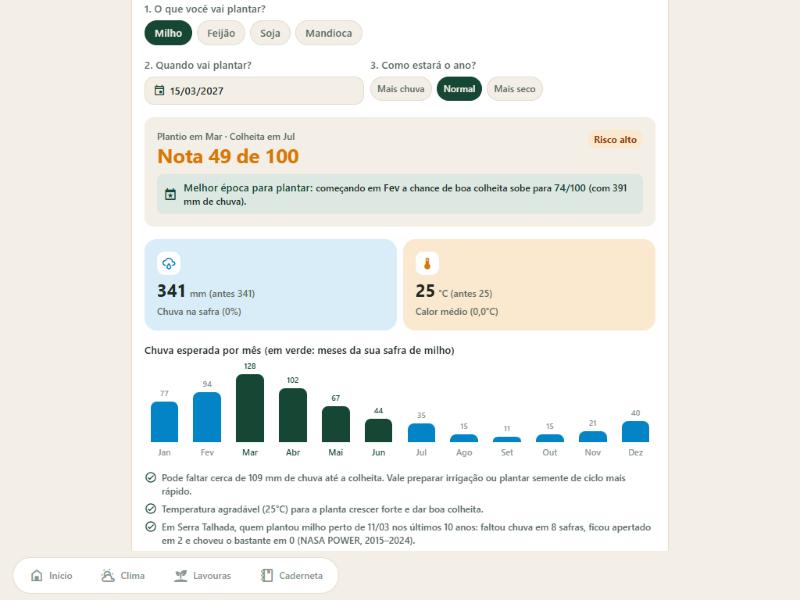 1. O que você vai plantar?
Milho
Feijão
Soja
Mandioca
2. Quando vai plantar?
3. Como estará o ano?
15/03/2027
Mais chuva
Normal
Mais seco
Plantio em Mar · Colheita em Jul
Risco alto
Nota 49 de 100
Melhor época para plantar: começando em Fev a chance de boa colheita sobe para 74/100 (com 391
mm de chuva).
341 mm (antes 341)
Chuva na safra (0%)
25 °C (antes 25)
Calor médio (0,0°C)
Chuva esperada por mês (em verde: meses da sua safra de milho)
77
94
128
102
67
44
35
15
11
15
21
40
Jan
Fev
Mar
Abr
Mai
Jun
Jul
Ago
Set
Out
Nov
Dez
Pode faltar cerca de 109 mm de chuva até a colheita. Vale preparar irrigação ou plantar semente de ciclo mais
rápido.
Temperatura agradável (25°C) para a planta crescer forte e dar boa colheita.
Em Serra Talhada, quem plantou milho perto de 11/03 nos últimos 10 anos: faltou chuva em 8 safras, ficou apertado
em 2 e choveu o bastante em 0 (NASA POWER, 2015–2024).
Início
Clima
Lavouras
Caderneta